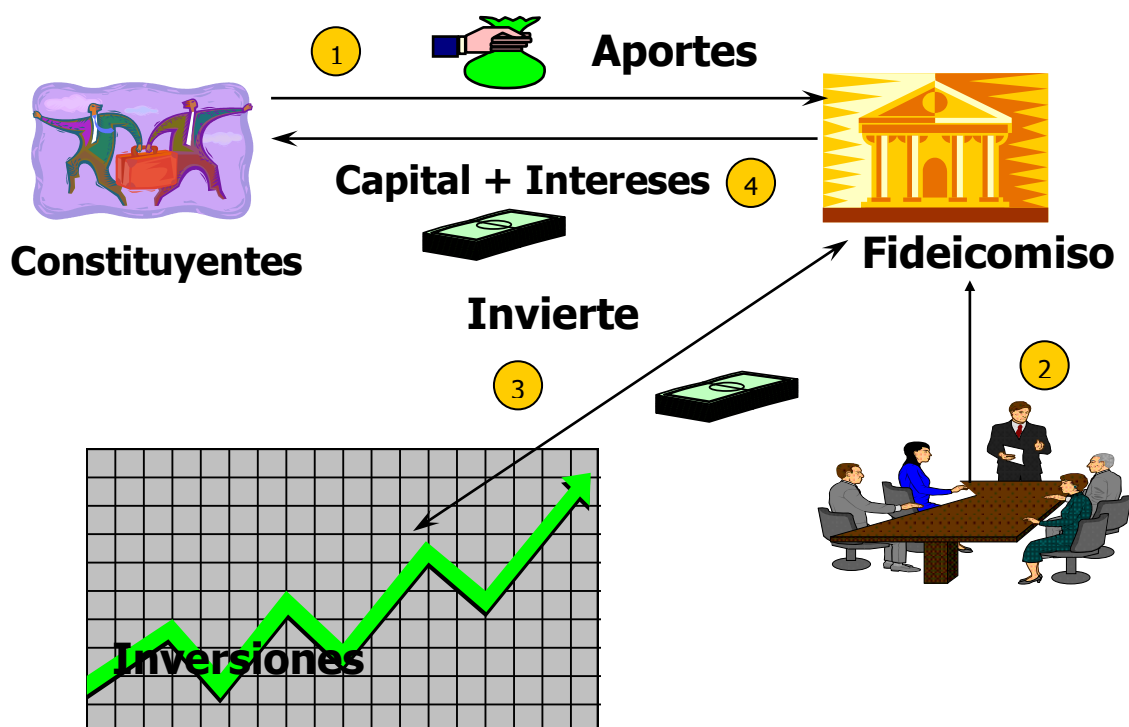 1
Aportes
Capital + Intereses
4
Constituyentes
Fideicomiso
Invierte
3
2
Inversiones